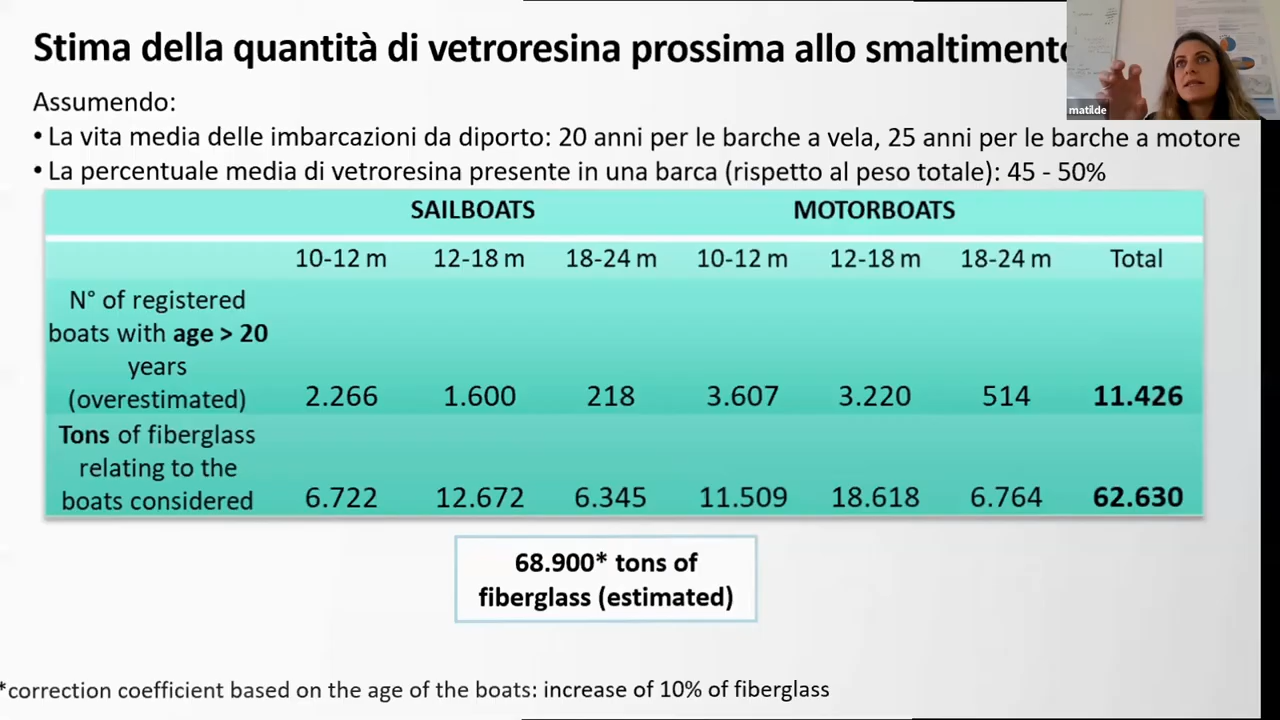 Stima della quantità di vetroresina prossima allo smaltimento
matilde
Assumendo:
• La vita media delle imbarcazioni da diporto: 20 anni per le barche a vela, 25 anni per le barche a motore
• La percentuale media di vetroresina presente in una barca (rispetto al peso totale): 45 - 50%
SAILBOATS MOTORBOATS
10-12 m 12-18 m 18-24 m 10-12 m 12-18 m 18-24 m Total
N° of registered
boats with age > 20
years
(overestimated) 2.266 1.600 218 3.607 3.220 514 11.426
Tons of fiberglass
relating to the
boats considered 6.722 12.672 6.345 11.509 18.618 6.764 62.630
68.900* tons of
fiberglass (estimated)
*correction coefficient based on the age of the boats: increase of 10% of fiberglass